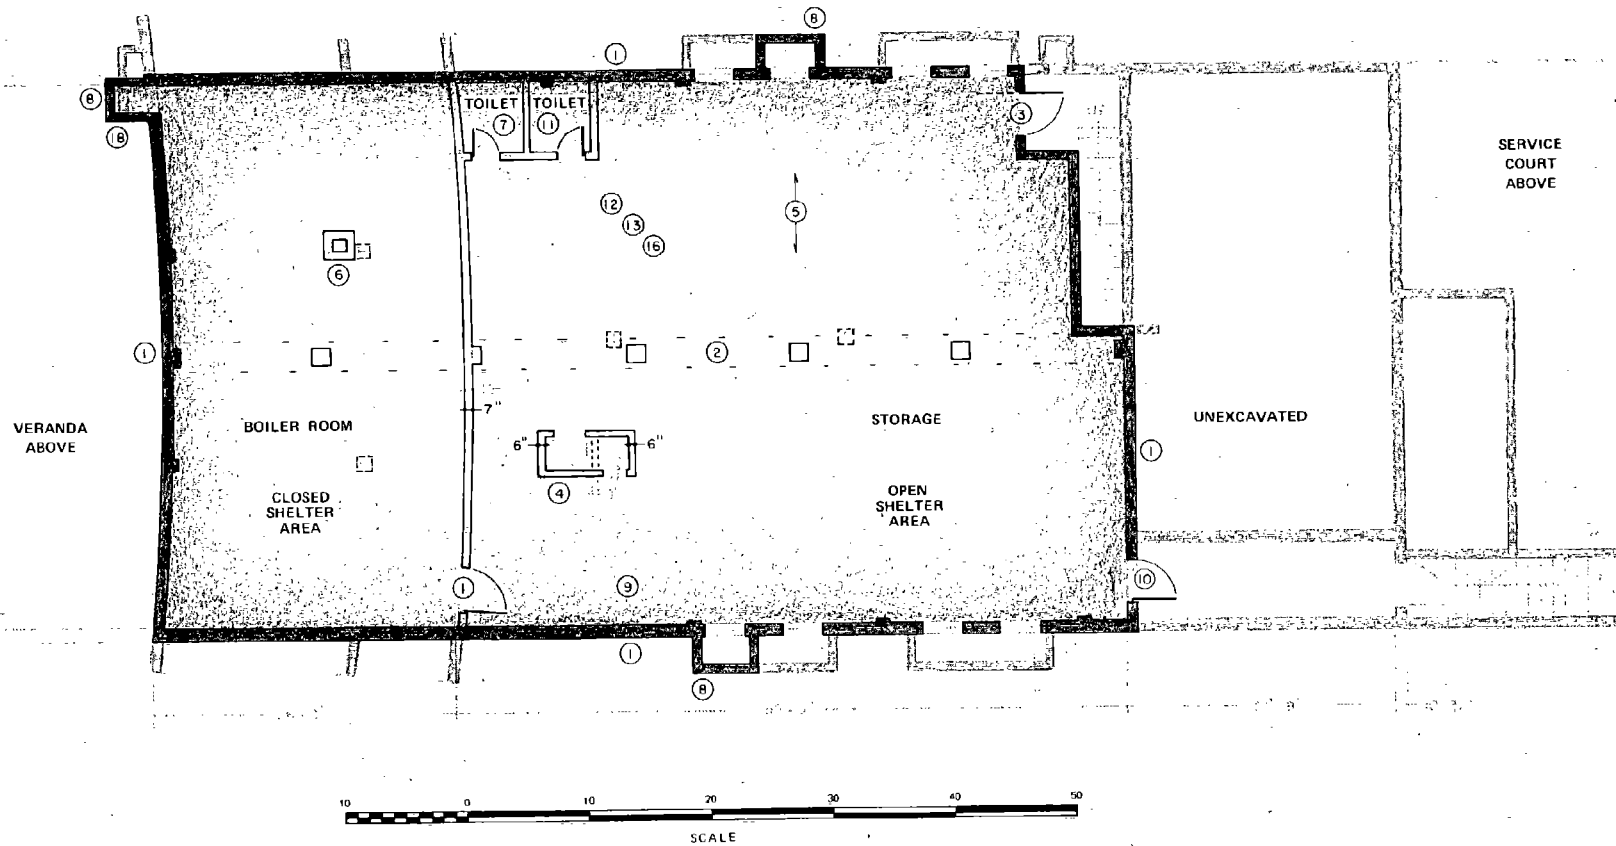 8
1
8
18
TOILET
7
TOILET
11
3
SERVICE
COURT
ABOVE
12
13
16
5
6
1
2
7"
VERANDA
ABOVE
BOILER ROOM
6"
6"
STORAGE
UNEXCAVATED
1
4
CLOSED
SHELTER
AREA
OPEN
SHELTER
AREA
1
9
10
1
8
10
0
10
20
30
40
50
SCALE